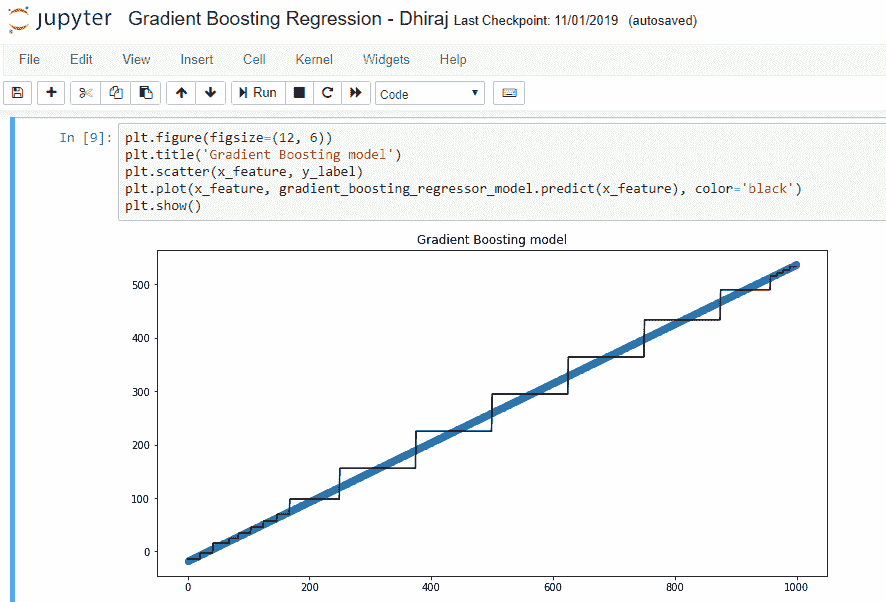 jupyter Gradient Boosting Regression - Dhiraj Last Checkpoint: 11/01/2019 (autosaved)
File Edit View Insert Cell Kernel Widgets Help
Run Code
In [9]: plt.figure(figsize=(12, 6))
plt.title('Gradient Boosting model')
plt.scatter(x_feature, y_label)
plt.plot(x_feature, gradient_boosting_regressor_model.predict(x_feature), color='black')
plt.show()
Gradient Boosting model
500
400
300
200
100
0
0 200 400 600 800 1000